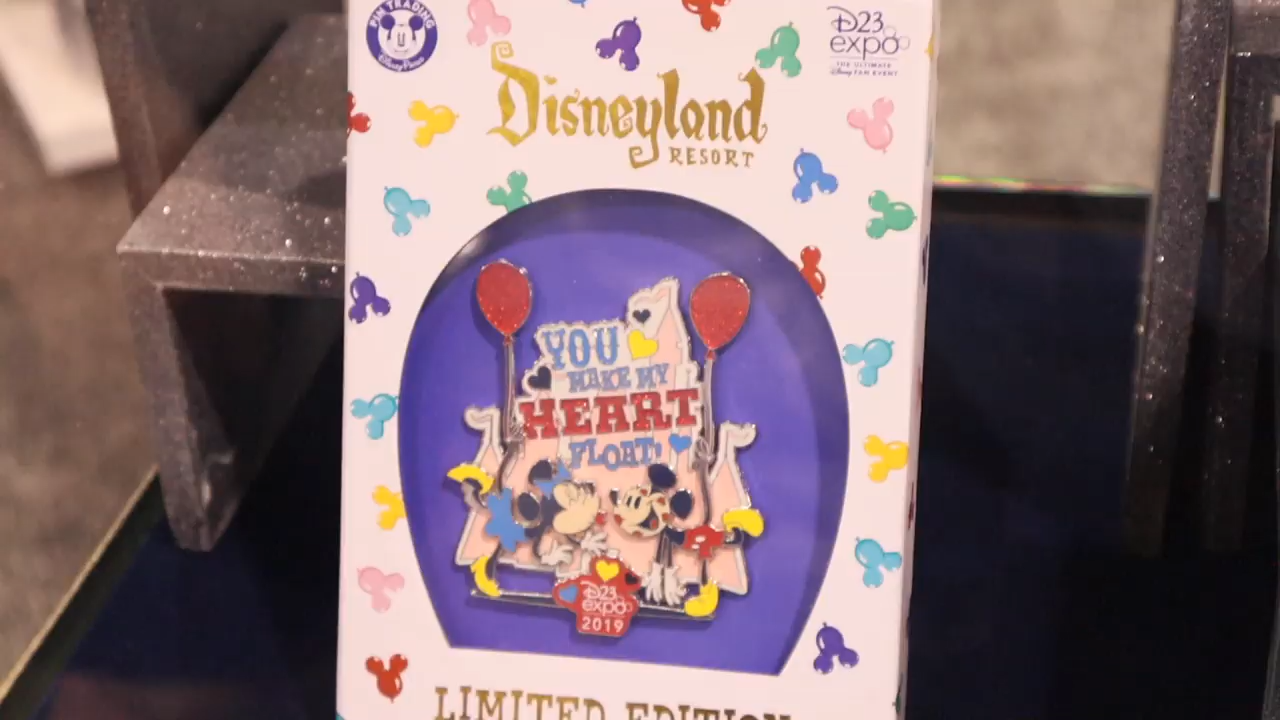 PIN TRADING
Disney Parks
D23
expo
THE ULTIMATE
Disney FAN EVENT
Disneyland
RESORT
YOU
MAKE MY
HEART
FLOAT!
D23
expo
2019
LIMITED EDITION